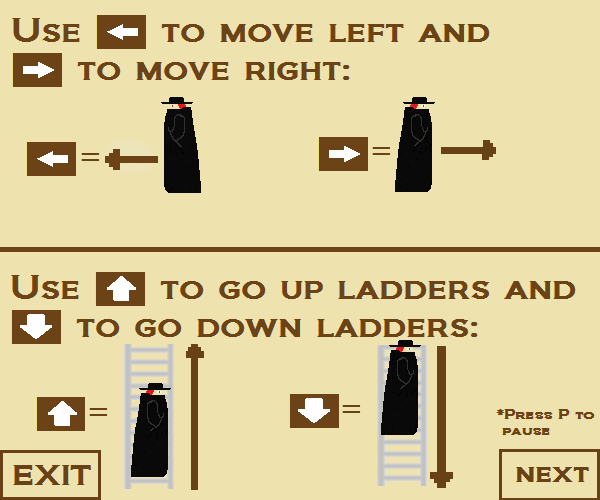 Use ← to move left and
→ to move right:
← =
→ =
Use ↑ to go up ladders and
↓ to go down ladders:
↑ =
↓ =
*Press P to
pause
EXIT
NEXT